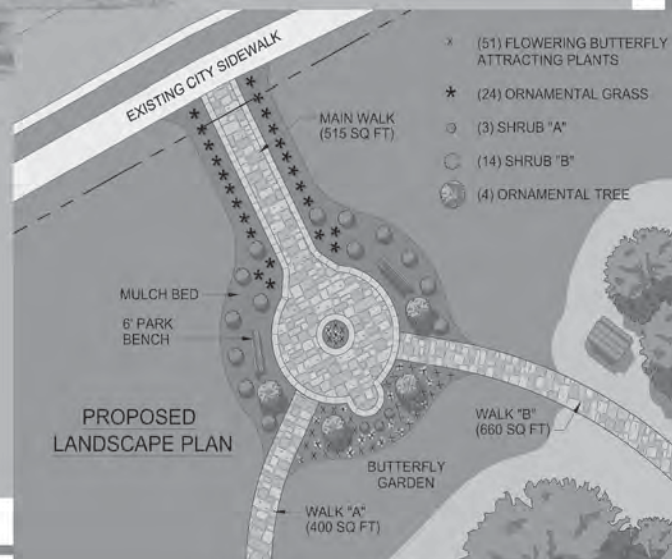 EXISTING CITY SIDEWALK
MAIN WALK
(515 SQ FT)
x (51) FLOWERING BUTTERFLY
ATTRACTING PLANTS
* (24) ORNAMENTAL GRASS
(3) SHRUB "A"
(14) SHRUB "B"
(4) ORNAMENTAL TREE
MULCH BED
6' PARK
BENCH
PROPOSED
LANDSCAPE PLAN
WALK "B"
(660 SQ FT)
BUTTERFLY
GARDEN
WALK "A"
(400 SQ FT)